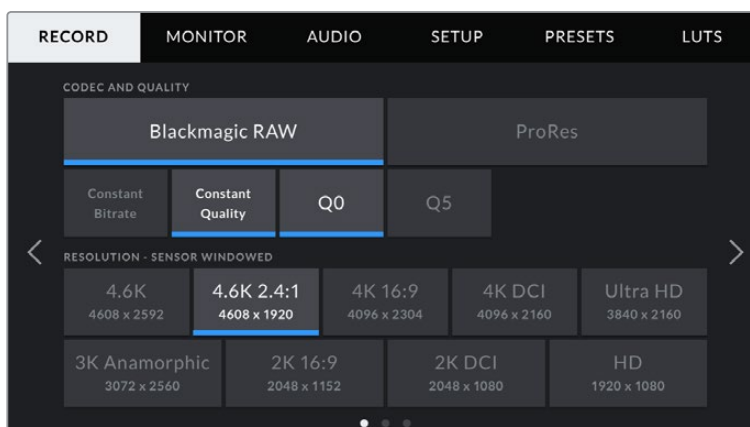 RECORD MONITOR AUDIO SETUP PRESETS LUTS
CODEC AND QUALITY
Blackmagic RAW ProRes
Constant Bitrate Constant Quality Q0 Q5
RESOLUTION - SENSOR WINDOWED
4.6K 4.6K 2.4:1 4K 16:9 4K DCI Ultra HD
4608 x 2592 4608 x 1920 4096 x 2304 4096 x 2160 3840 x 2160
3K Anamorphic 2K 16:9 2K DCI HD
3072 x 2560 2048 x 1152 2048 x 1080 1920 x 1080